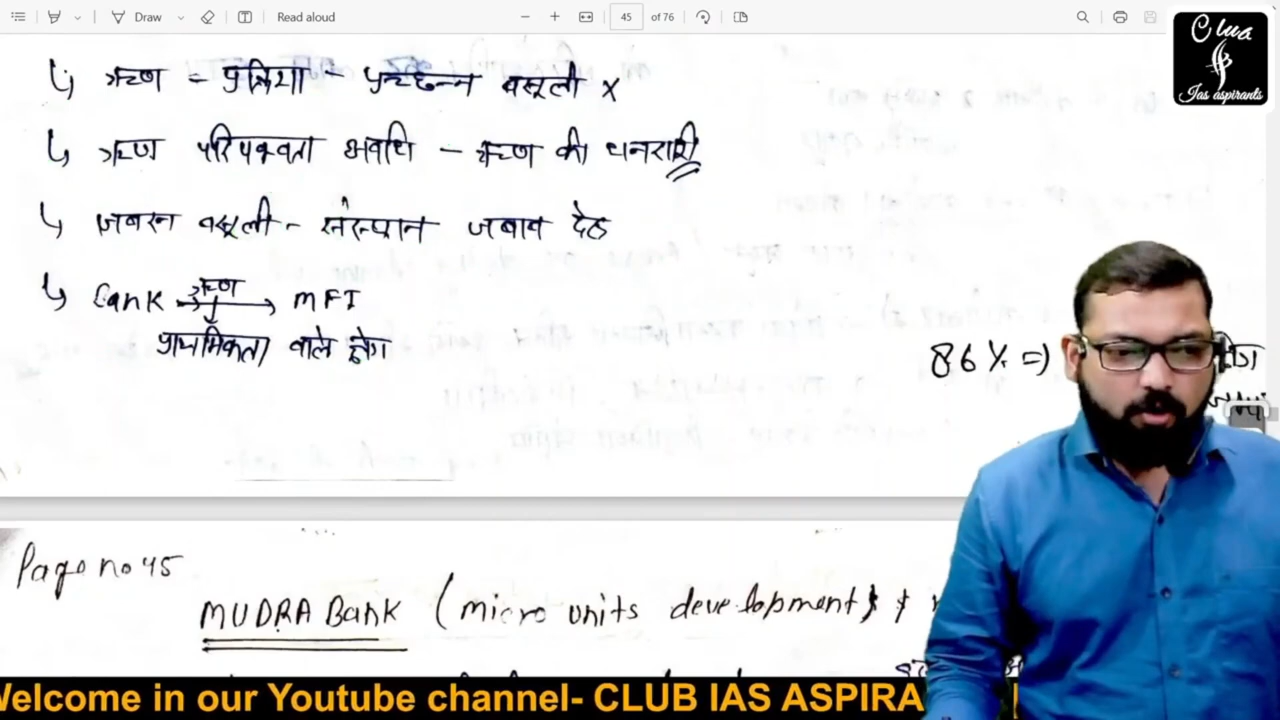 Draw
Read aloud
45
of 76
Clua
Ias aspirants
ऋण - प्रक्रिया - प्रच्छन्न वसूली x
ऋण परिपक्वता अवधि - ऋण की धनराशी
जबरन वसूली - संस्थान जवाब देह
Bank ऋण MFI
प्राथमिकता वाले होगा
86% =>
Page no 45
MUDRA Bank (micro units development &
Welcome in our Youtube channel- CLUB IAS ASPIRA